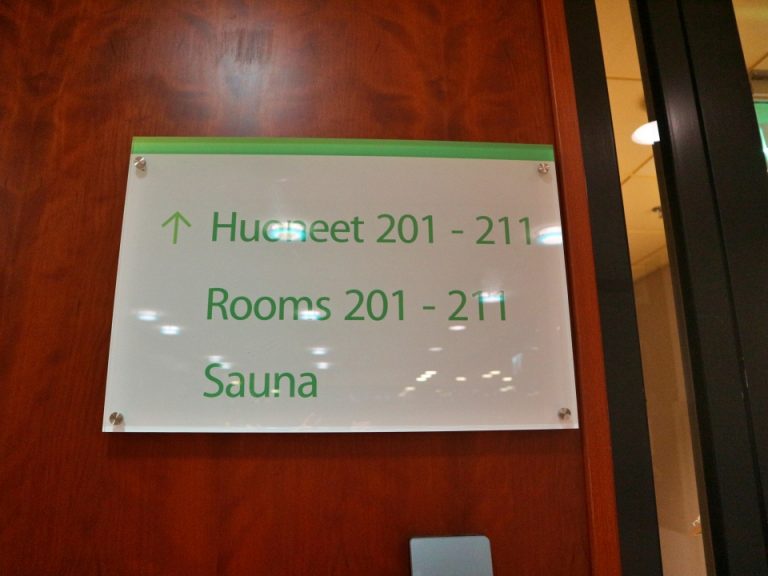 ↑ Huoneet 201 - 211
Rooms 201 - 211
Sauna